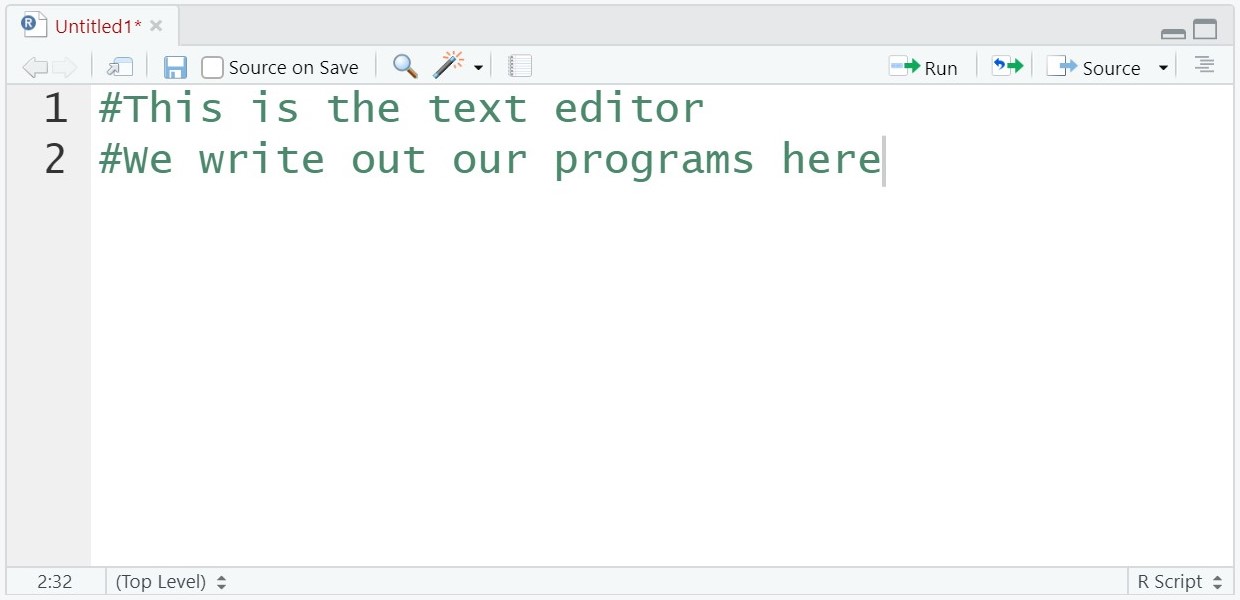 R Untitled1*
Source on Save Run Source
1 #This is the text editor
2 #We write out our programs here
2:32 (Top Level) R Script